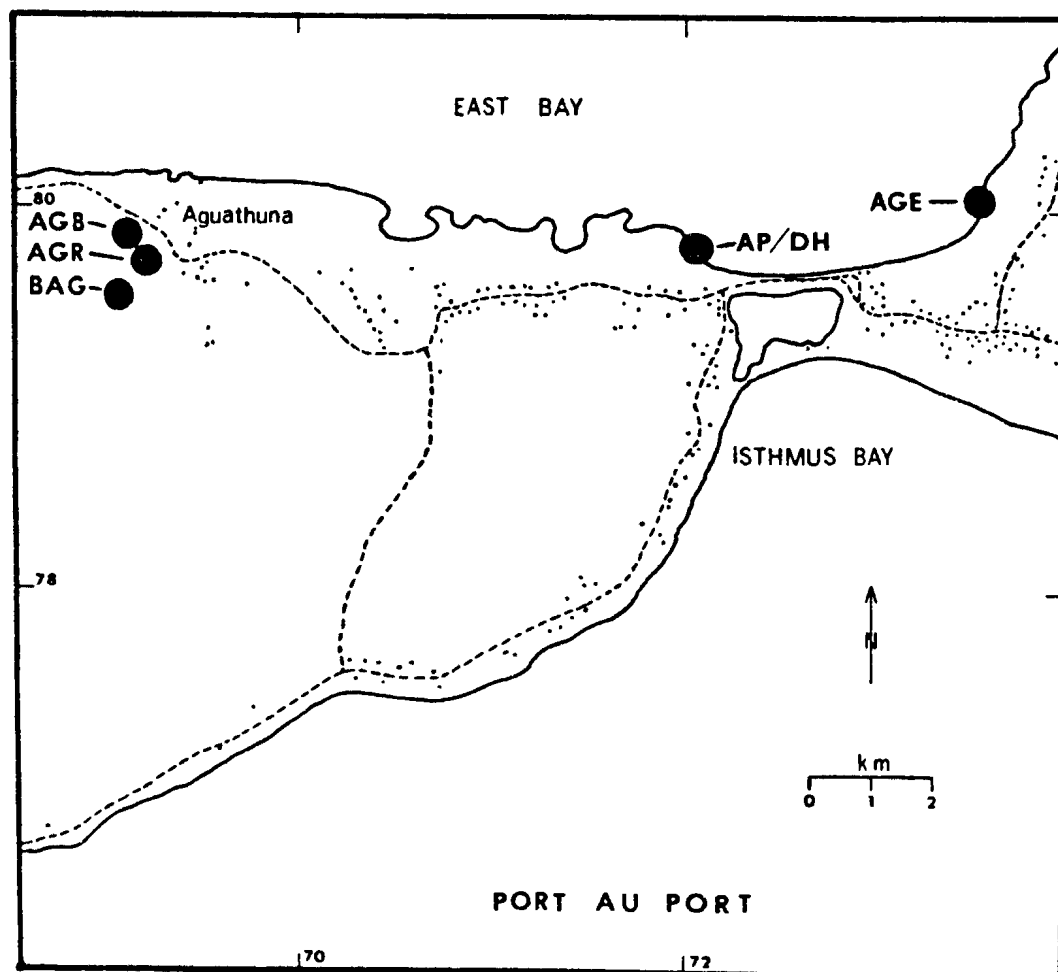 EAST BAY
80
AGB
Aguathuna
AGE
AGR
AP/DH
BAG
ISTHMUS BAY
78
N
km
0 1 2
PORT AU PORT
70
72